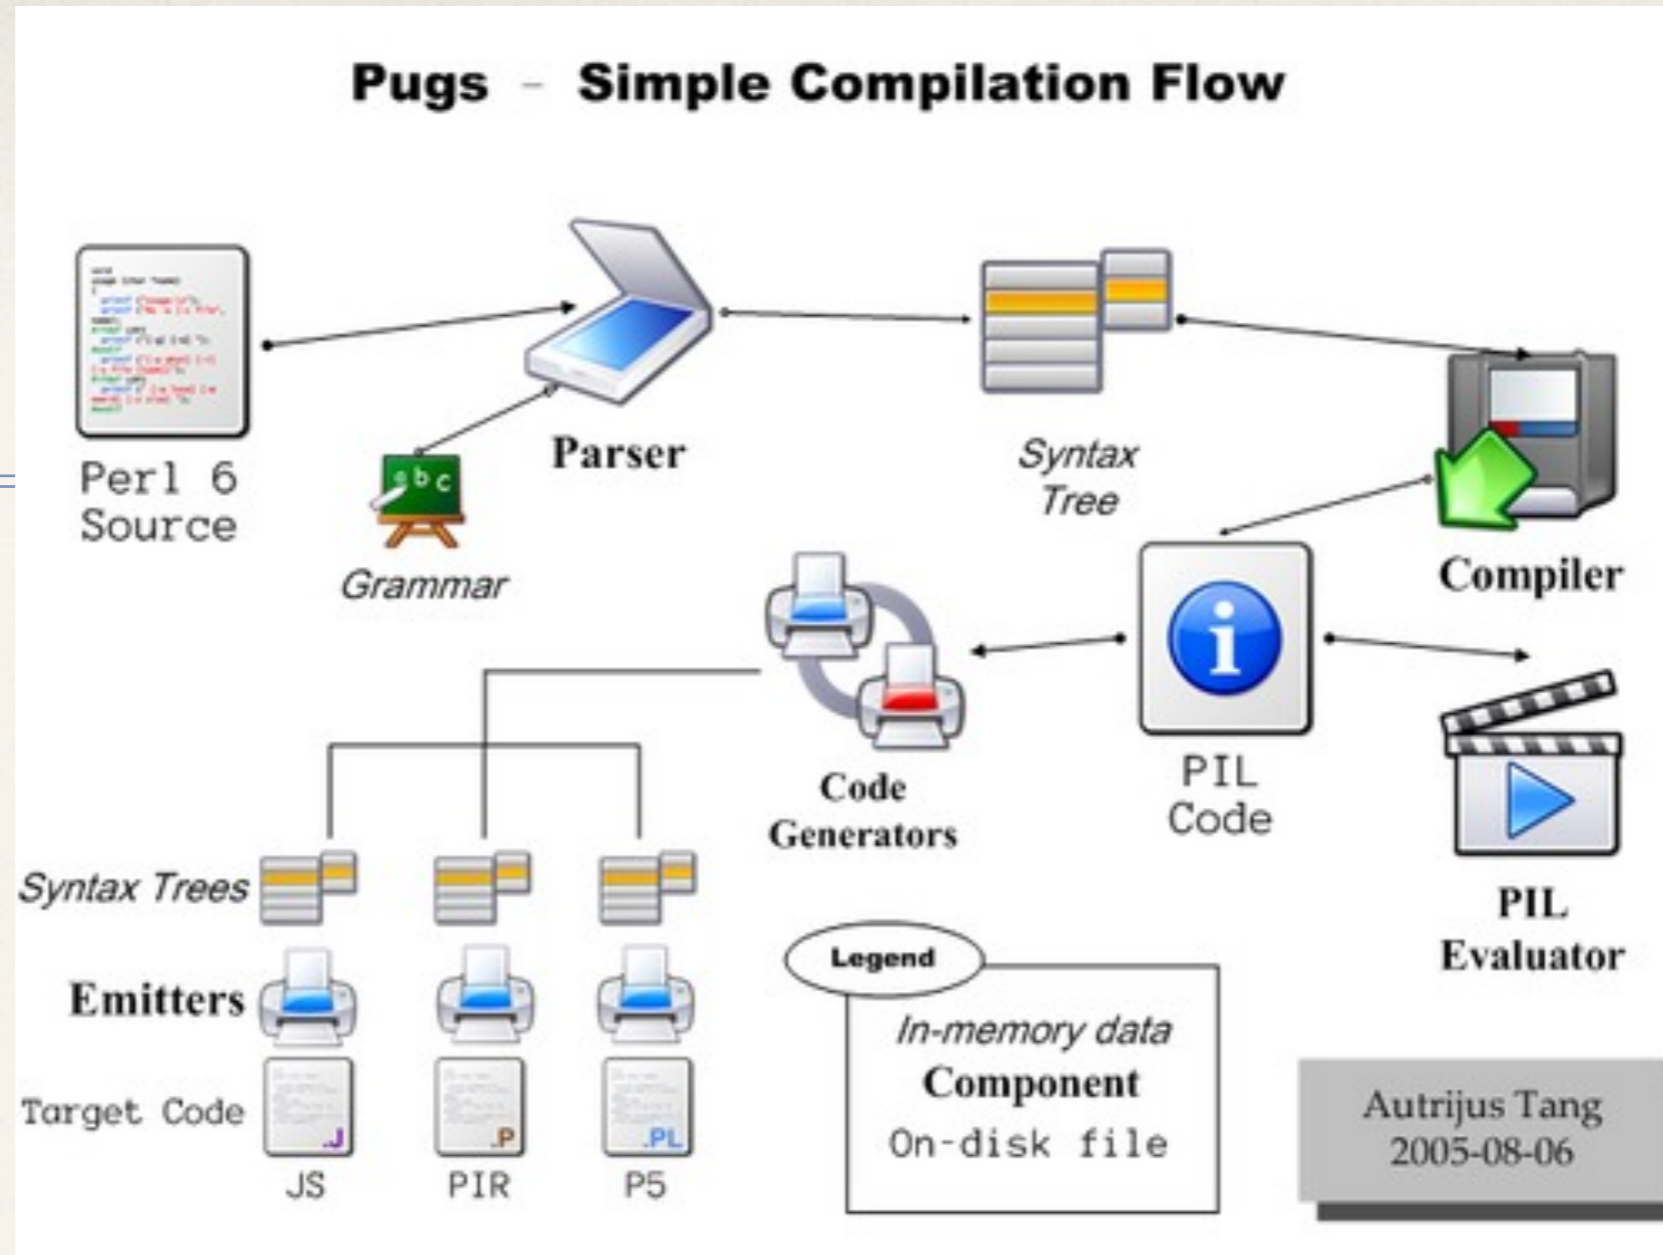 Pugs - Simple Compilation Flow
Perl 6
Source
Parser
a b c
Grammar
Syntax
Tree
Compiler
PIL
Code
Code
Generators
PIL
Evaluator
Syntax Trees
Emitters
Target Code
.J
.P
.PL
JS
PIR
P5
Legend
In-memory data
Component
On-disk file
Autrijus Tang
2005-08-06